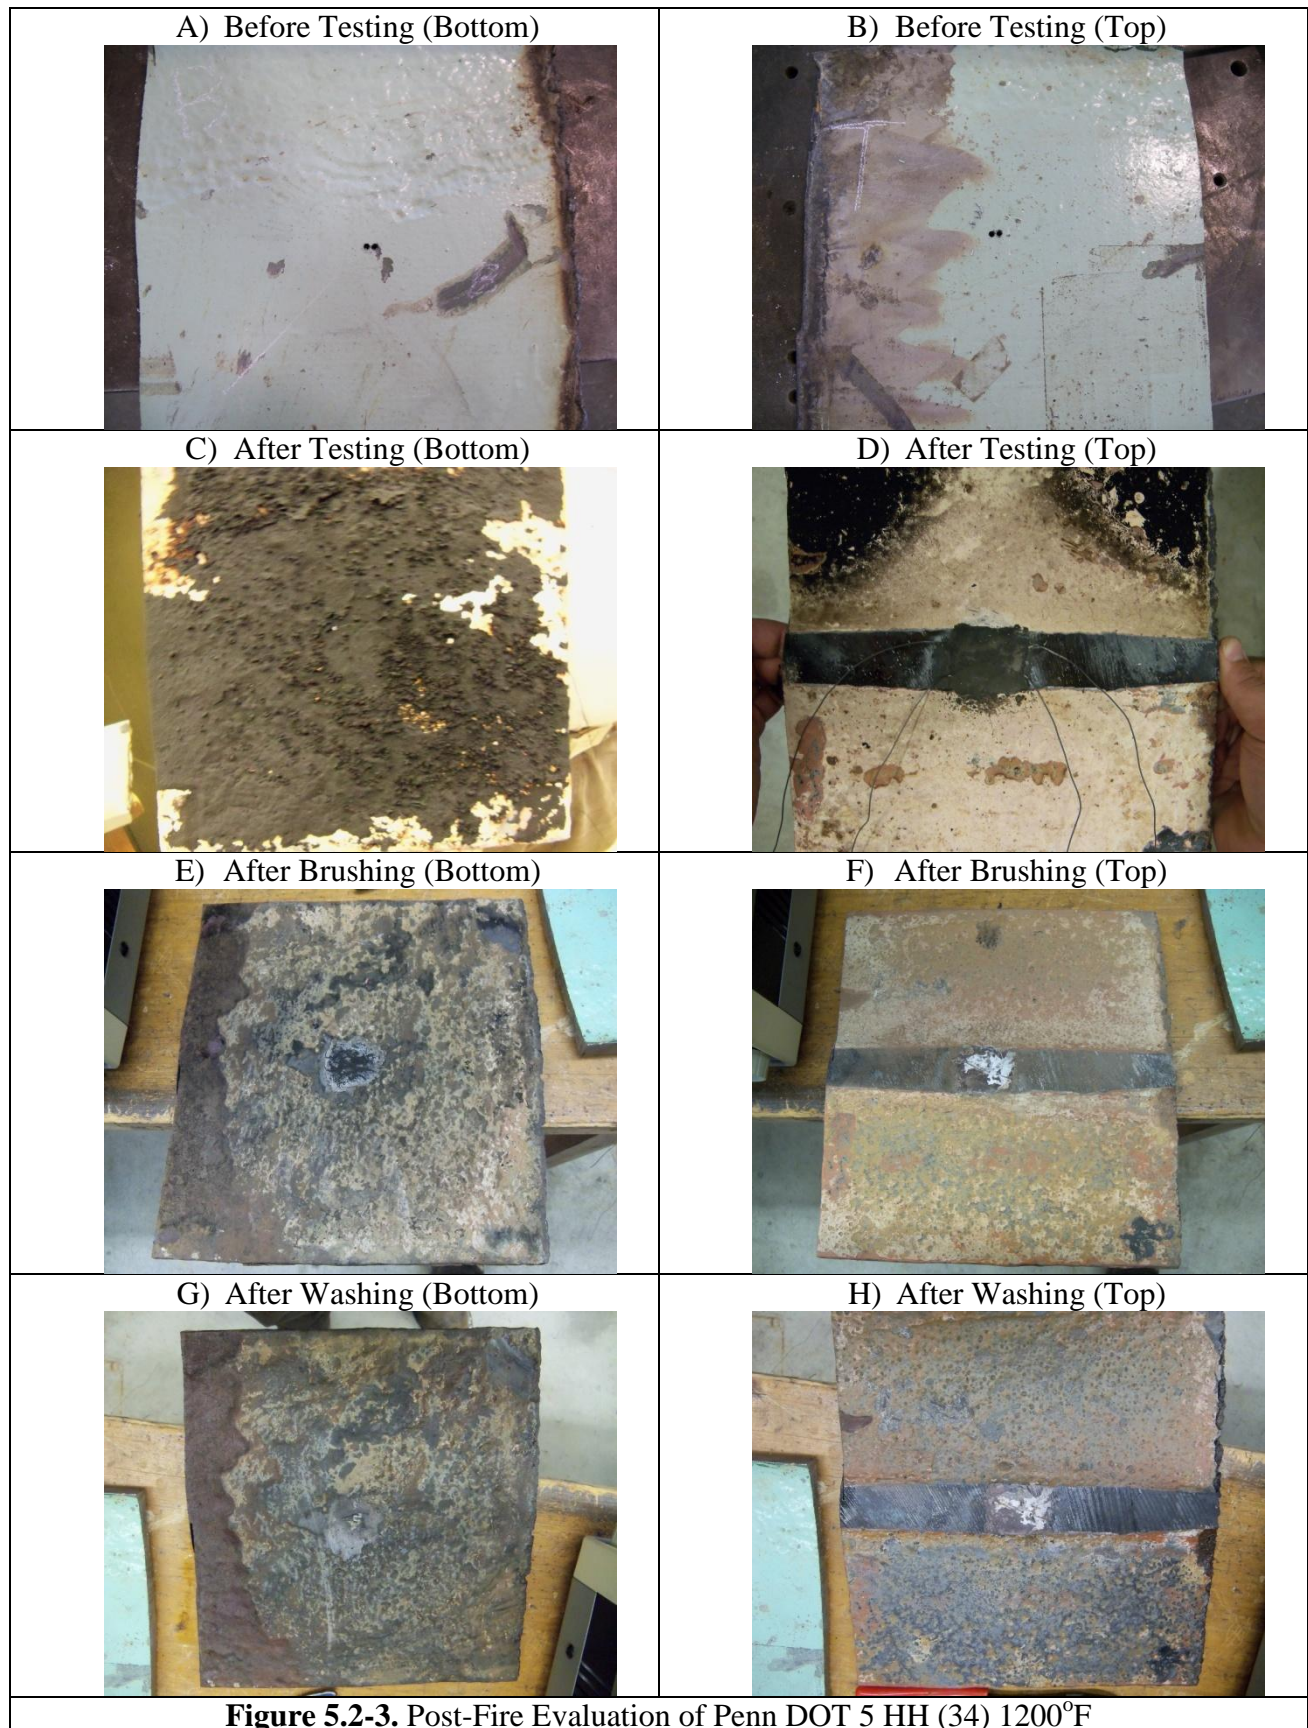 A) Before Testing (Bottom)
B) Before Testing (Top)
C) After Testing (Bottom)
D) After Testing (Top)
E) After Brushing (Bottom)
F) After Brushing (Top)
G) After Washing (Bottom)
H) After Washing (Top)
Figure 5.2-3. Post-Fire Evaluation of Penn DOT 5 HH (34) 1200°F